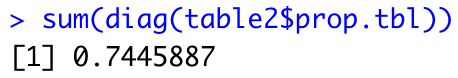 > sum(diag(table2$prop.tbl))
[1] 0.7445887